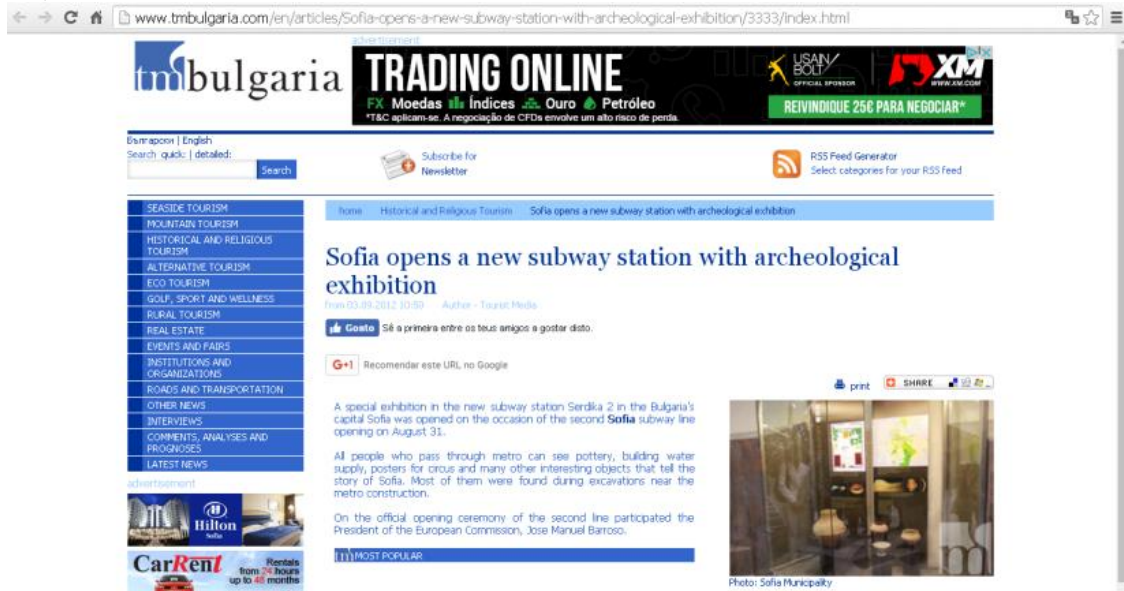 www.tmbulgaria.com/en/articles/Sofia-opens-a-new-subway-station-with-archeological-exhibition/3333/index.html
advertisement
tmbulgaria
TRADING ONLINE
FX Moedas Índices Ouro Petróleo
*T&C aplicam-se. A negociação de CFDs envolve um alto risco de perda.
USAIN
BOLT
OFFICIAL SPONSOR
XM
WWW.XM.COM
REIVINDIQUE 25€ PARA NEGOCIAR*
Български | English
Search quick: | detailed:
Search
Subscribe for
Newsletter
RSS Feed Generator
Select categories for your RSS feed
SEASIDE TOURISM
MOUNTAIN TOURISM
HISTORICAL AND RELIGIOUS
TOURISM
ALTERNATIVE TOURISM
ECO TOURISM
GOLF, SPORT AND WELLNESS
RURAL TOURISM
REAL ESTATE
EVENTS AND FAIRS
INSTITUTIONS AND
ORGANIZATIONS
ROADS AND TRANSPORTATION
OTHER NEWS
INTERVIEWS
COMMENTS, ANALYSES AND
PROGNOSES
LATEST NEWS
advertisement
Hilton
Sofia
CarRent
Rentals
from 24 hours
up to 48 months
home Historical and Religious Tourism Sofia opens a new subway station with archeological exhibition
Sofia opens a new subway station with archeological
exhibition
from 03.09.2012 10:50 Author - Tourist Media
Gosto Sê a primeira entre os teus amigos a gostar disto.
G+1 Recomendar este URL no Google
print
SHARE
A special exhibition in the new subway station Serdika 2 in the Bulgaria's
capital Sofia was opened on the occasion of the second Sofia subway line
opening on August 31.
All people who pass through metro can see pottery, building water
supply, posters for circus and many other interesting objects that tell the
story of Sofia. Most of them were found during excavations near the
metro construction.
On the official opening ceremony of the second line participated the
President of the European Commission, Jose Manuel Barroso.
tm MOST POPULAR
m
Photo: Sofia Municipality